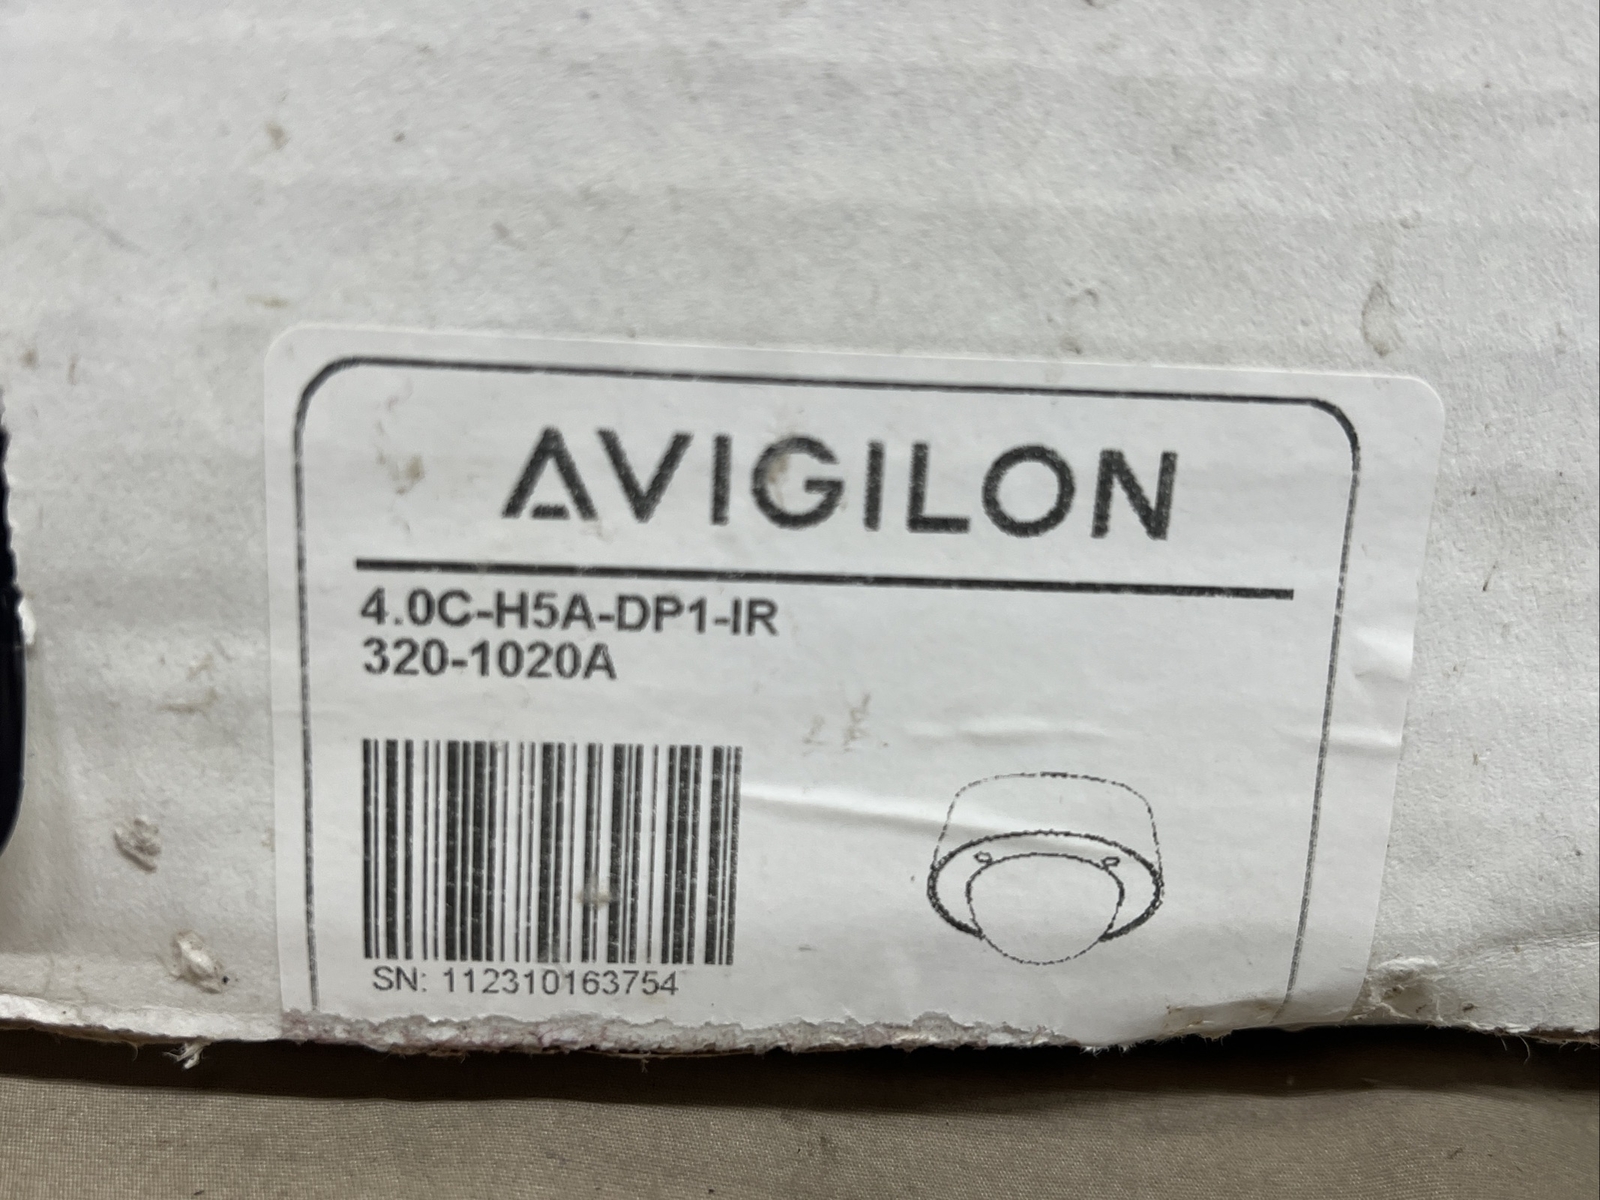 AVIGILON
4.0C-H5A-DP1-IR
320-1020A
SN: 112310163754